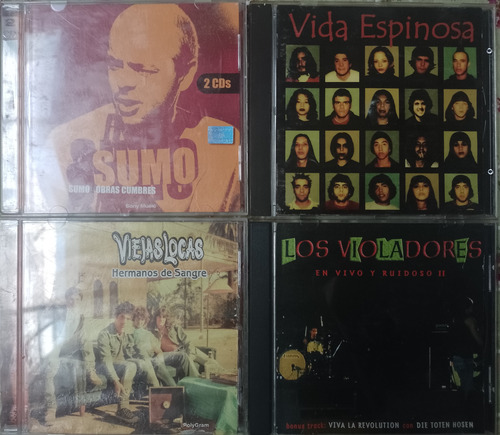 2 CDs
SUMO
SUMO OBRAS CUMBRES
Vida Espinosa
VIEJAS LOCAS
Hermanos de Sangre
PolyGram
LOS VIOLADORES
EN VIVO Y RUIDOSO II
bonus track: VIVA LA REVOLUTION con DIE TOTEN HOSEN